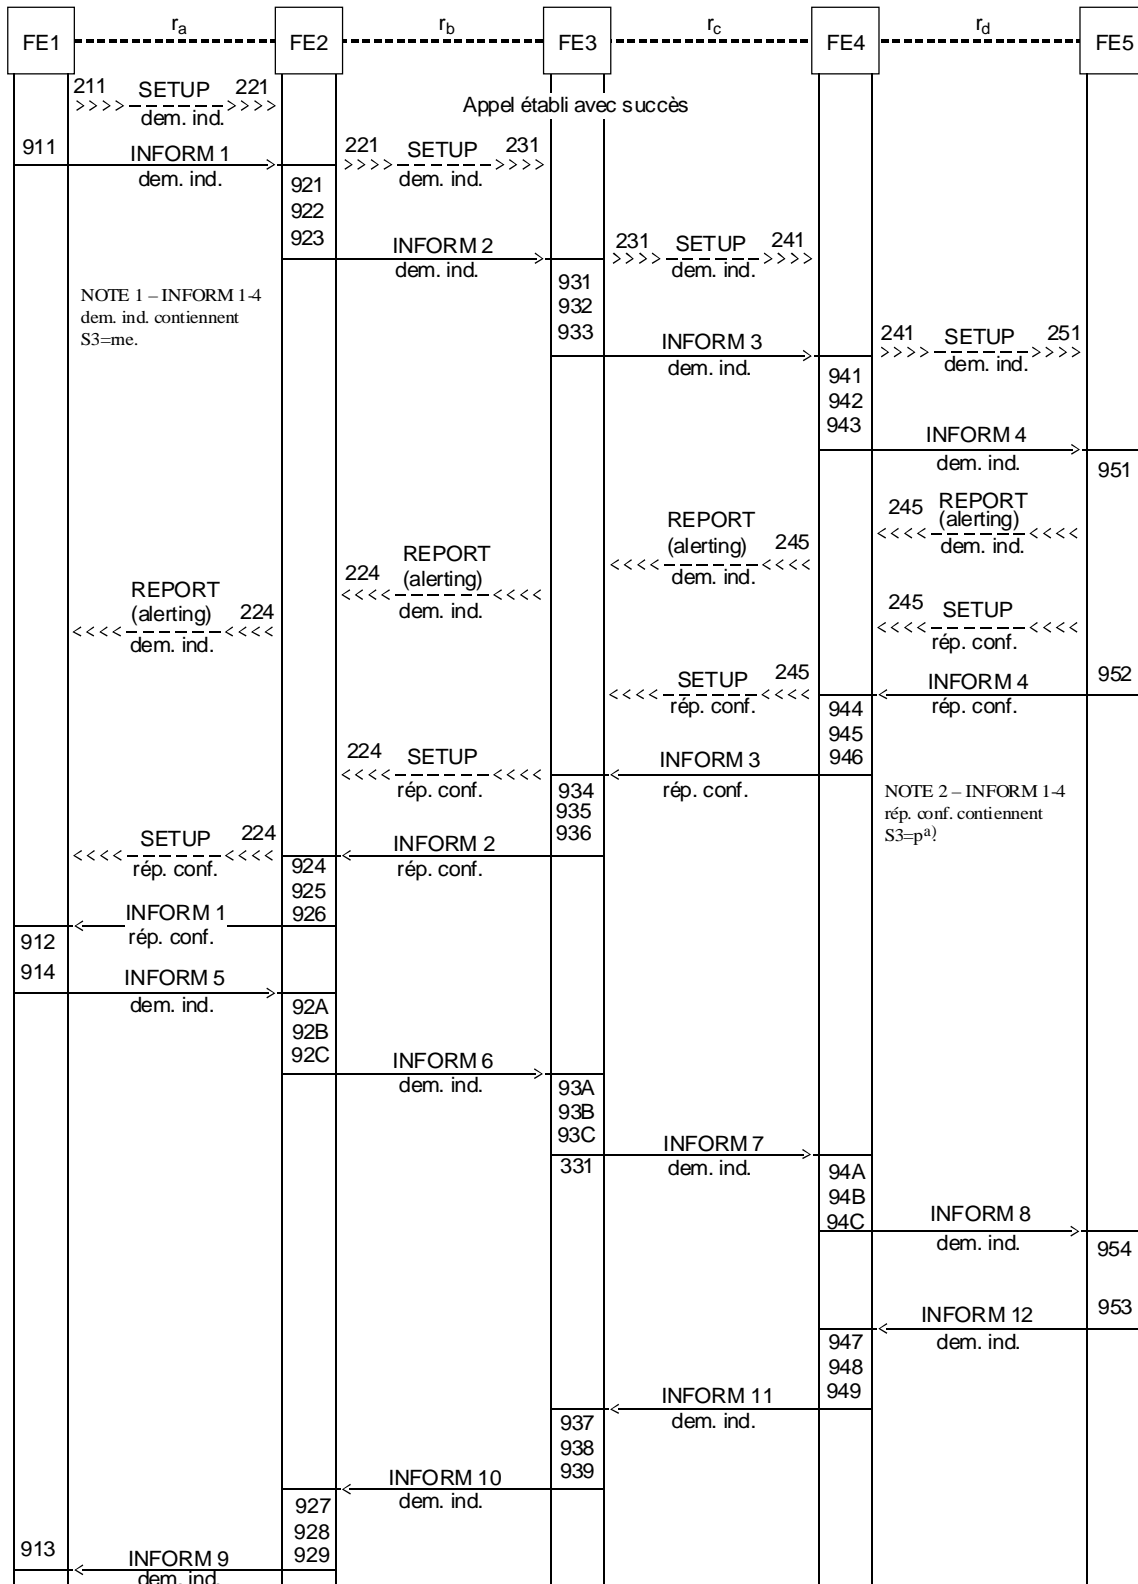 r_a r_b r_c r_d
FE1 FE2 FE3 FE4 FE5
211 SETUP 221
>>>> >>>>
dem. ind.
Appel établi avec succès
911 INFORM 1
dem. ind.
221 SETUP 231
>>>> >>>>
dem. ind.
921
922
923
INFORM 2
dem. ind.
231 SETUP 241
>>>> >>>>
dem. ind.
NOTE 1 – INFORM 1-4
dem. ind. contiennent
S3=me.
931
932
933
INFORM 3
dem. ind.
241 SETUP 251
>>>> >>>>
dem. ind.
941
942
943
INFORM 4
dem. ind.
951
245 REPORT
(alerting)
<<<< <<<<
dem. ind.
REPORT
(alerting) 245
<<<< <<<<
dem. ind.
REPORT
224 (alerting)
<<<< <<<<
dem. ind.
REPORT
(alerting) 224
<<<< <<<<
dem. ind.
245 SETUP
<<<< <<<<
rép. conf.
952
INFORM 4
rép. conf.
SETUP 245
<<<< <<<<
rép. conf.
944
945
946
INFORM 3
rép. conf.
224 SETUP
<<<< <<<<
rép. conf.
934
935
936
NOTE 2 – INFORM 1-4
rép. conf. contiennent
S3=pa).
INFORM 2
rép. conf.
SETUP 224
<<<< <<<<
rép. conf.
924
925
926
INFORM 1
rép. conf.
912
914
INFORM 5
dem. ind.
92A
92B
92C
INFORM 6
dem. ind.
93A
93B
93C
331
INFORM 7
dem. ind.
94A
94B
94C
INFORM 8
dem. ind.
954
953
INFORM 12
dem. ind.
947
948
949
INFORM 11
dem. ind.
937
938
939
INFORM 10
dem. ind.
927
928
929
913
INFORM 9
dem. ind.